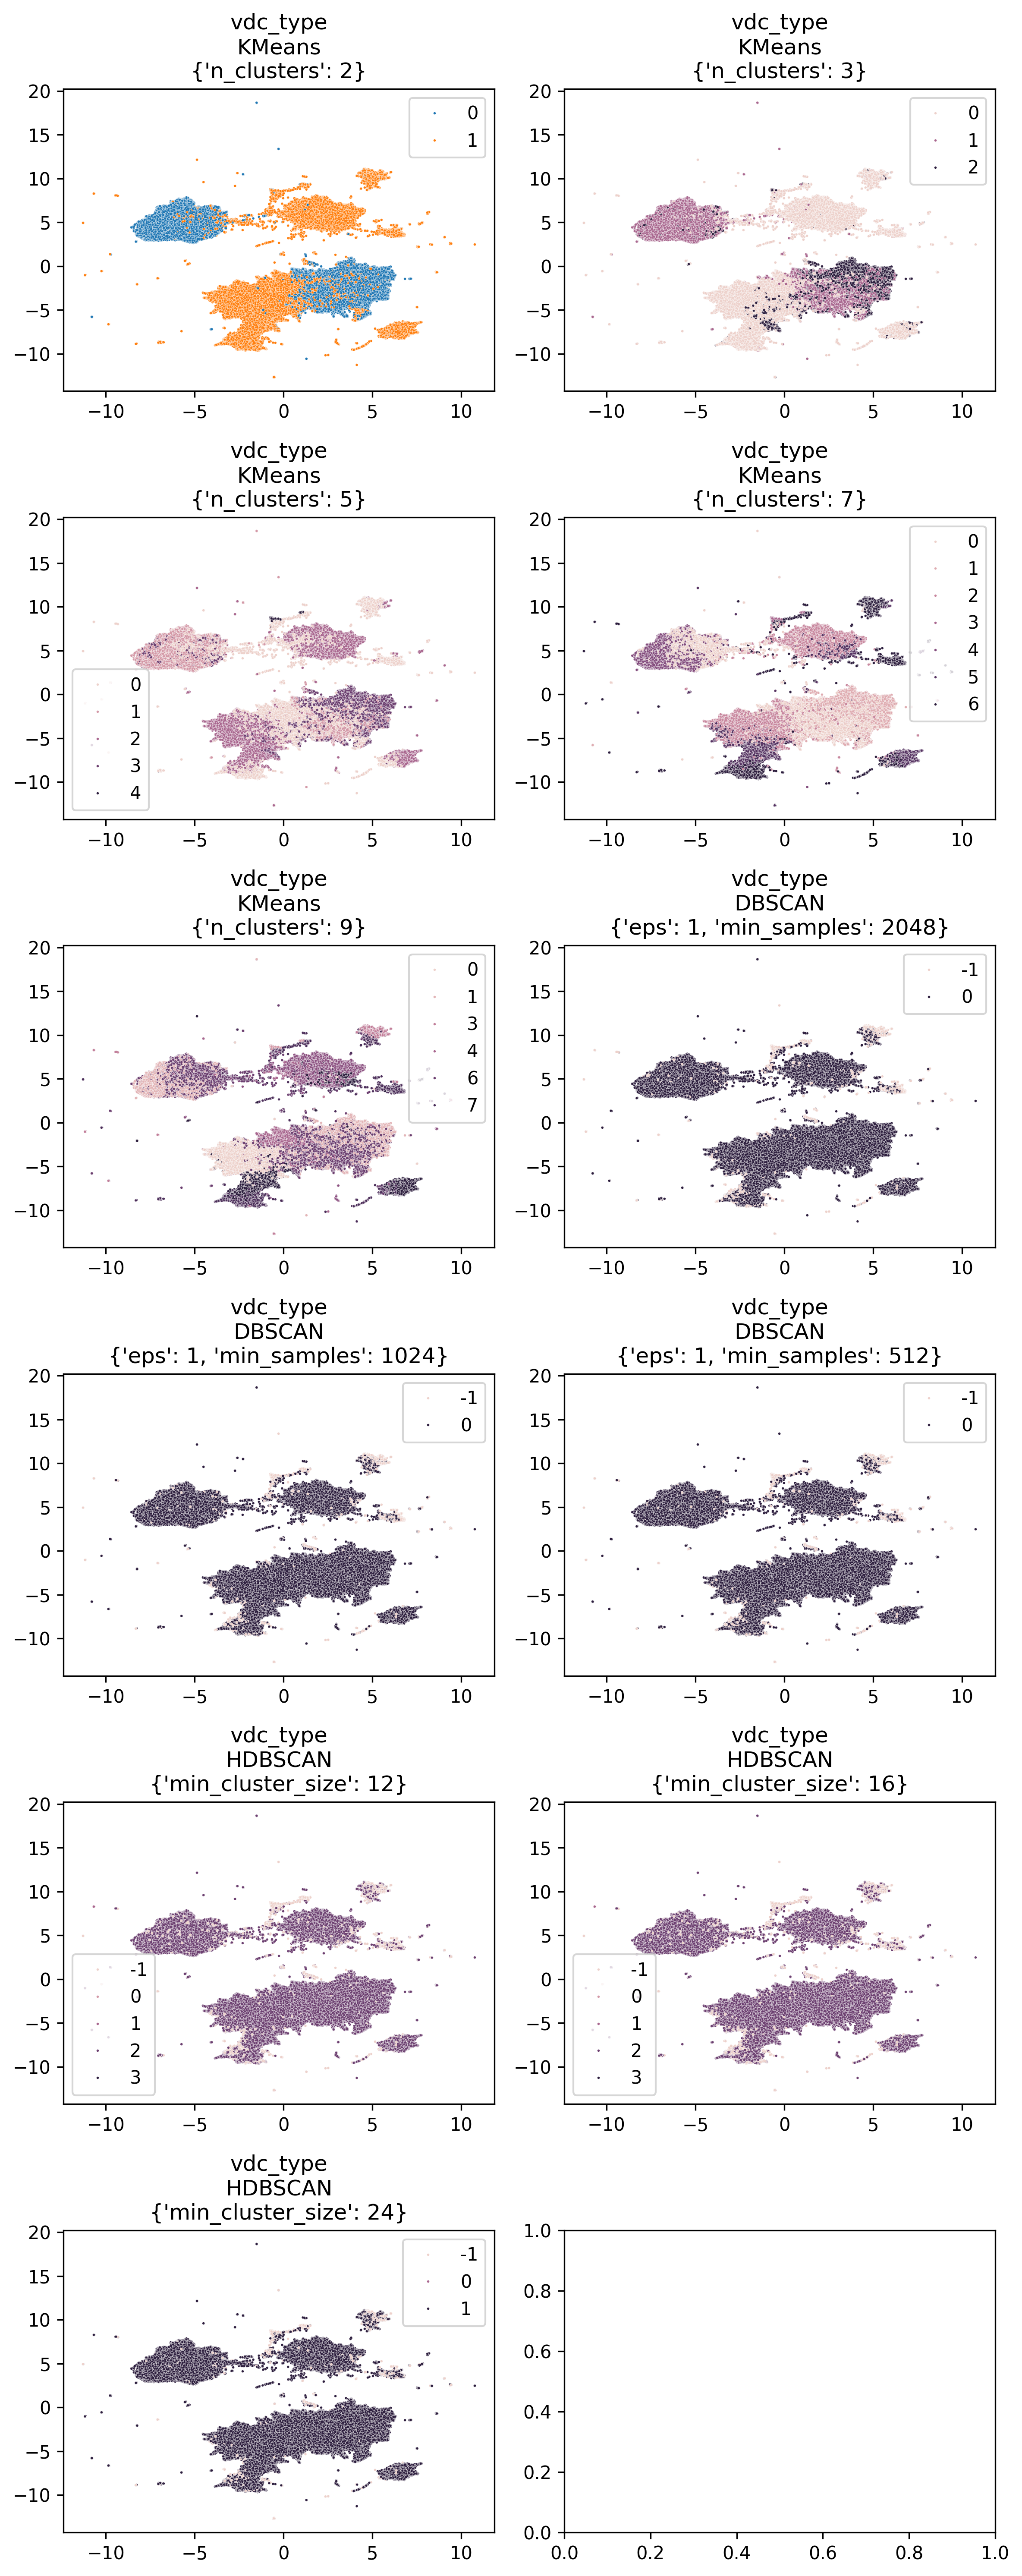 vdc_type
KMeans
{'n_clusters': 2}
20
15
10
5
0
−5
−10
−10 −5 0 5 10
0
1
vdc_type
KMeans
{'n_clusters': 3}
20
15
10
5
0
−5
−10
−10 −5 0 5 10
0
1
2
vdc_type
KMeans
{'n_clusters': 5}
20
15
10
5
0
−5
−10
−10 −5 0 5 10
0
1
2
3
4
vdc_type
KMeans
{'n_clusters': 7}
20
15
10
5
0
−5
−10
−10 −5 0 5 10
0
1
2
3
4
5
6
vdc_type
KMeans
{'n_clusters': 9}
20
15
10
5
0
−5
−10
−10 −5 0 5 10
0
1
3
4
6
7
vdc_type
DBSCAN
{'eps': 1, 'min_samples': 2048}
20
15
10
5
0
−5
−10
−10 −5 0 5 10
-1
0
vdc_type
DBSCAN
{'eps': 1, 'min_samples': 1024}
20
15
10
5
0
−5
−10
−10 −5 0 5 10
-1
0
vdc_type
DBSCAN
{'eps': 1, 'min_samples': 512}
20
15
10
5
0
−5
−10
−10 −5 0 5 10
-1
0
vdc_type
HDBSCAN
{'min_cluster_size': 12}
20
15
10
5
0
−5
−10
−10 −5 0 5 10
-1
0
1
2
3
vdc_type
HDBSCAN
{'min_cluster_size': 16}
20
15
10
5
0
−5
−10
−10 −5 0 5 10
-1
0
1
2
3
vdc_type
HDBSCAN
{'min_cluster_size': 24}
20
15
10
5
0
−5
−10
−10 −5 0 5 10
-1
0
1
1.0
0.8
0.6
0.4
0.2
0.0
0.0 0.2 0.4 0.6 0.8 1.0